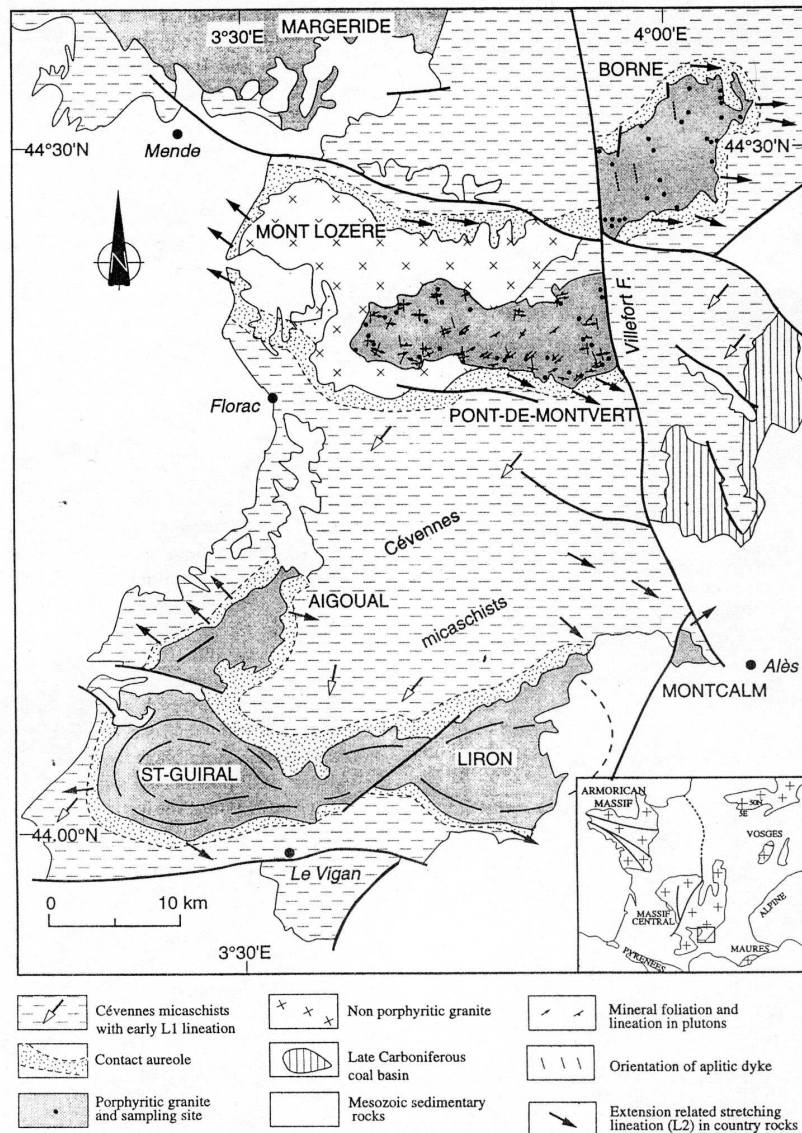 3°30'E
MARGERIDE
4°00'E
BORNE
44°30'N
Mende
44°30'N
N
MONT LOZERE
Villefort F.
Florac
PONT-DE-MONTVERT
Cévennes
micaschists
AIGOUAL
Alès
MONTCALM
ST-GUIRAL
LIRON
44.00°N
Le Vigan
0 10 km
3°30'E
ARMORICAN
MASSIF
50N
5E
VOSGES
MASSIF
CENTRAL
ALPINE
PYRENEES
MAURES
Cévennes micaschists
with early L1 lineation
Non porphyritic granite
Mineral foliation and
lineation in plutons
Contact aureole
Late Carboniferous
coal basin
Orientation of aplitic dyke
Porphyritic granite
and sampling site
Mesozoic sedimentary
rocks
Extension related stretching
lineation (L2) in country rocks